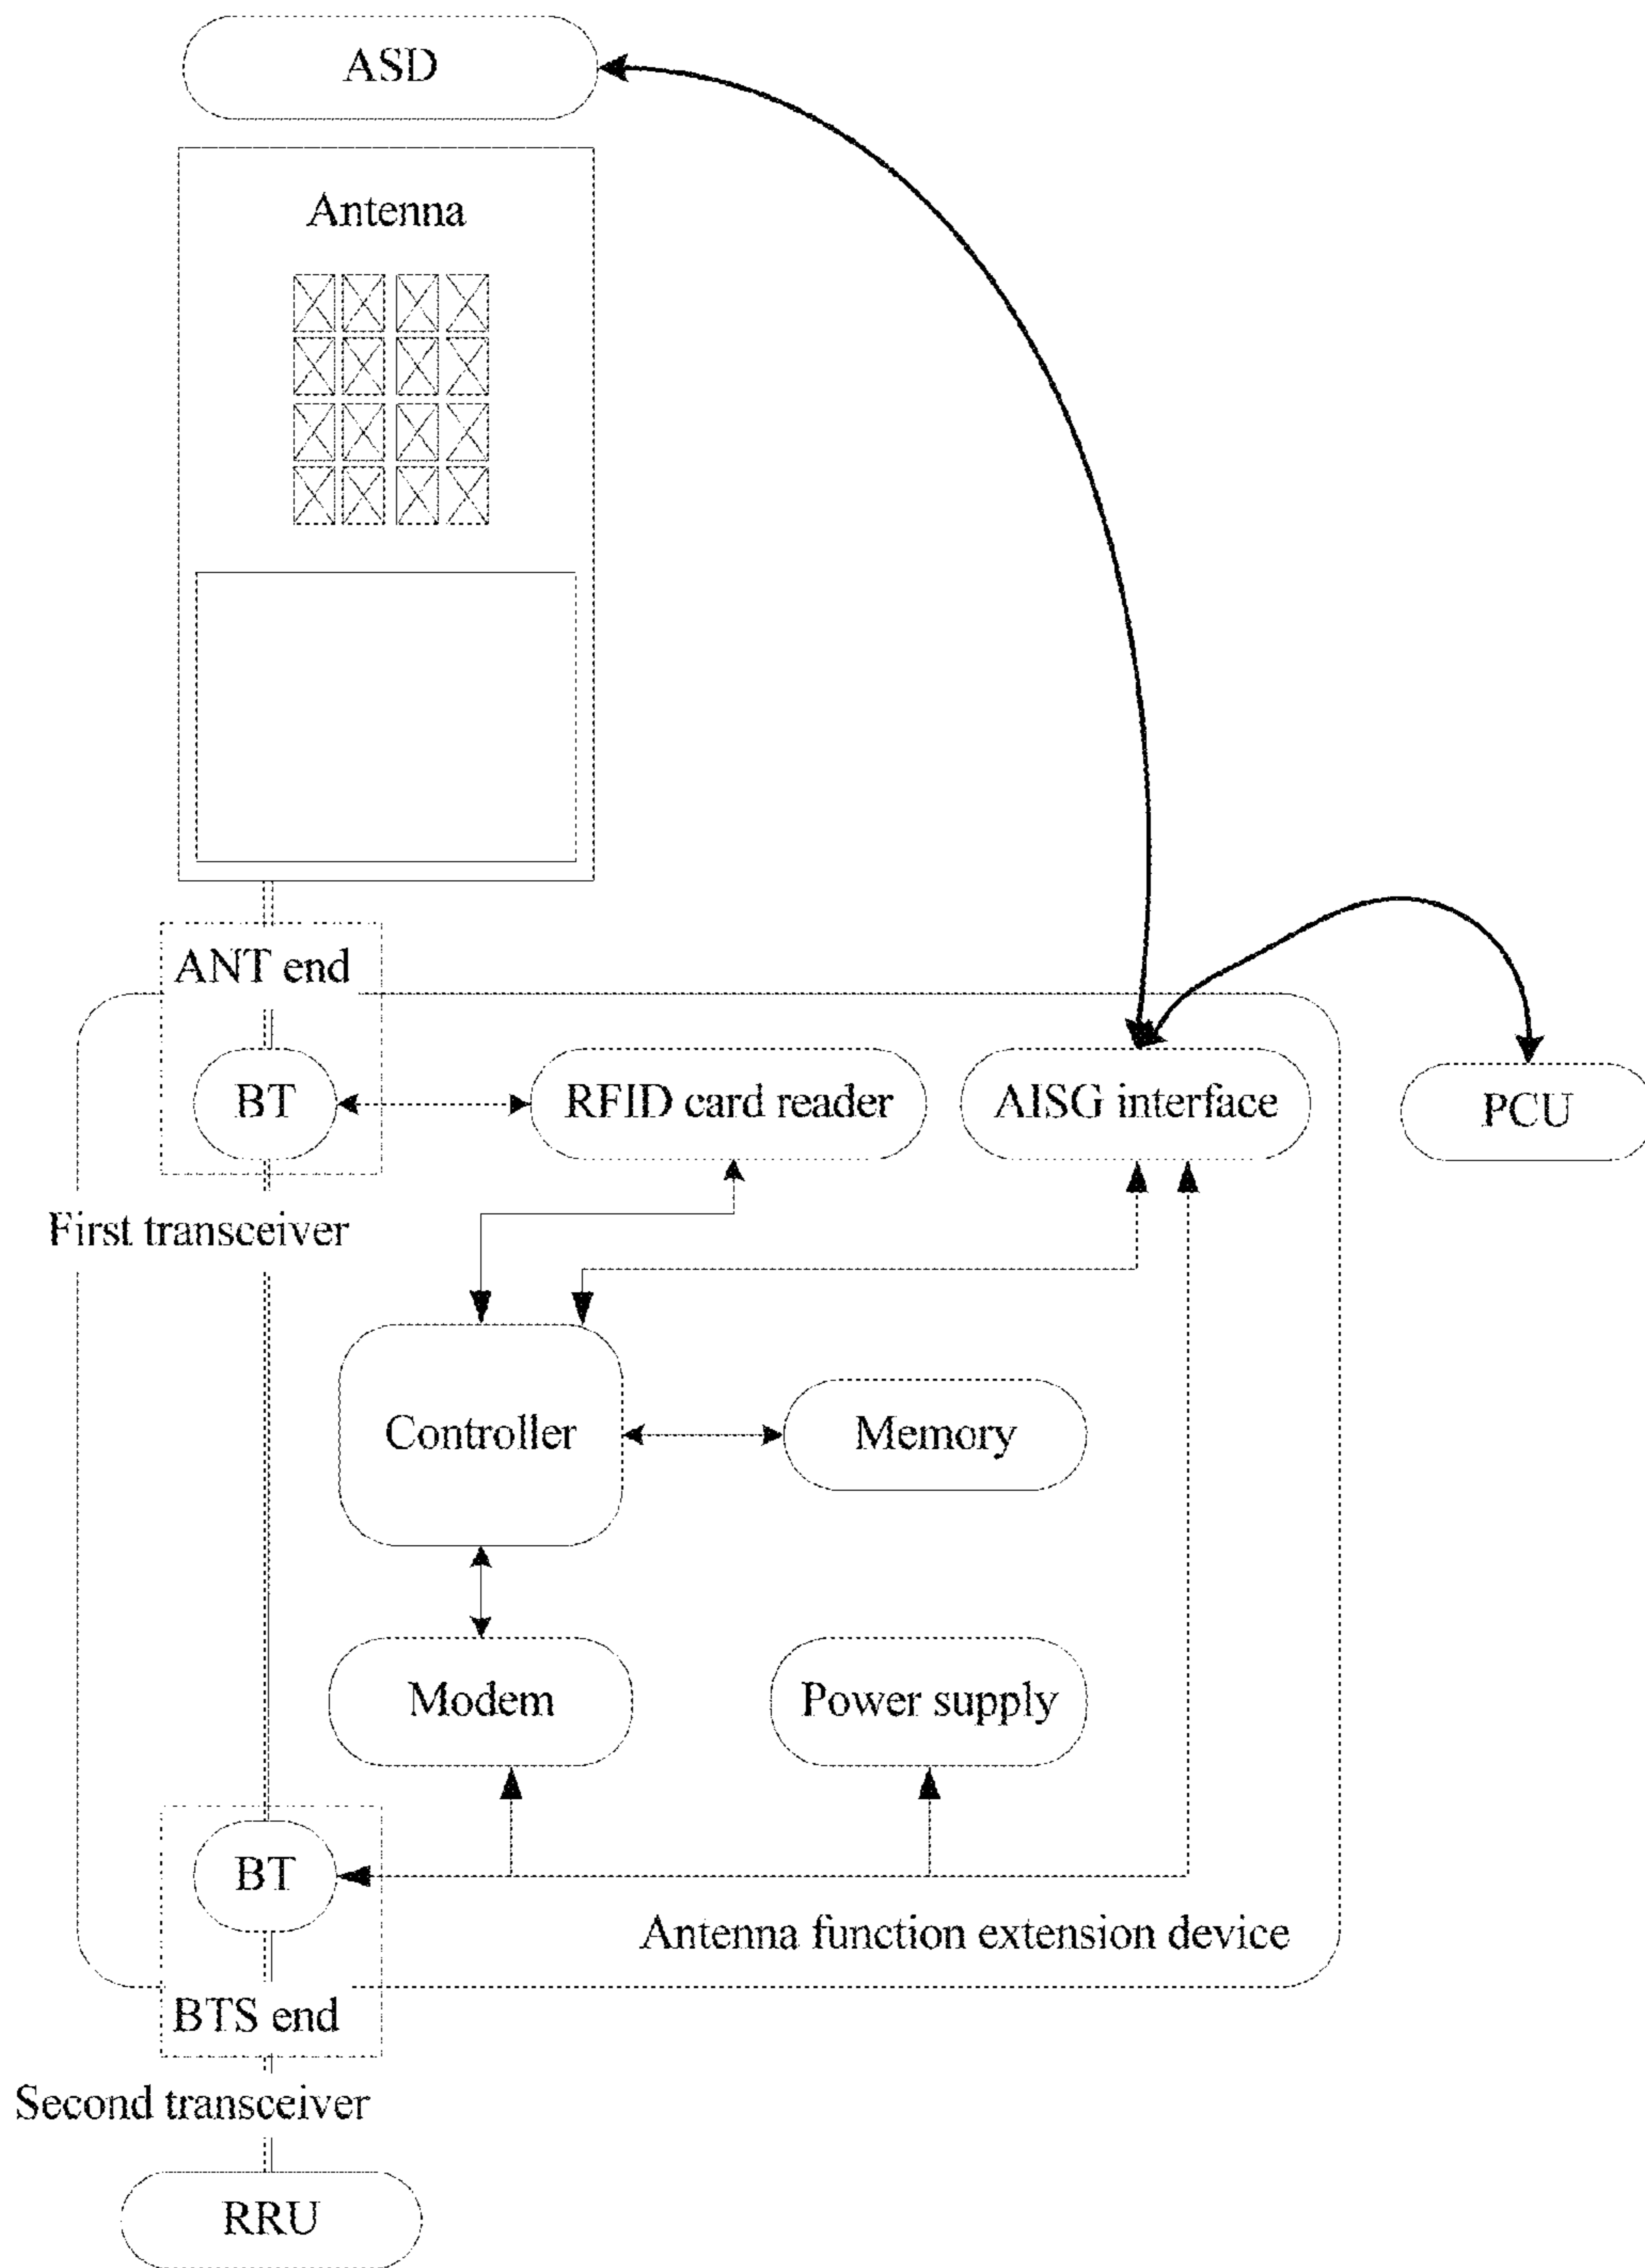 ASD
Antenna
ANT end
BT
RFID card reader
AISG interface
PCU
First transceiver
Controller
Memory
Modem
Power supply
BT
Antenna function extension device
BTS end
Second transceiver
RRU